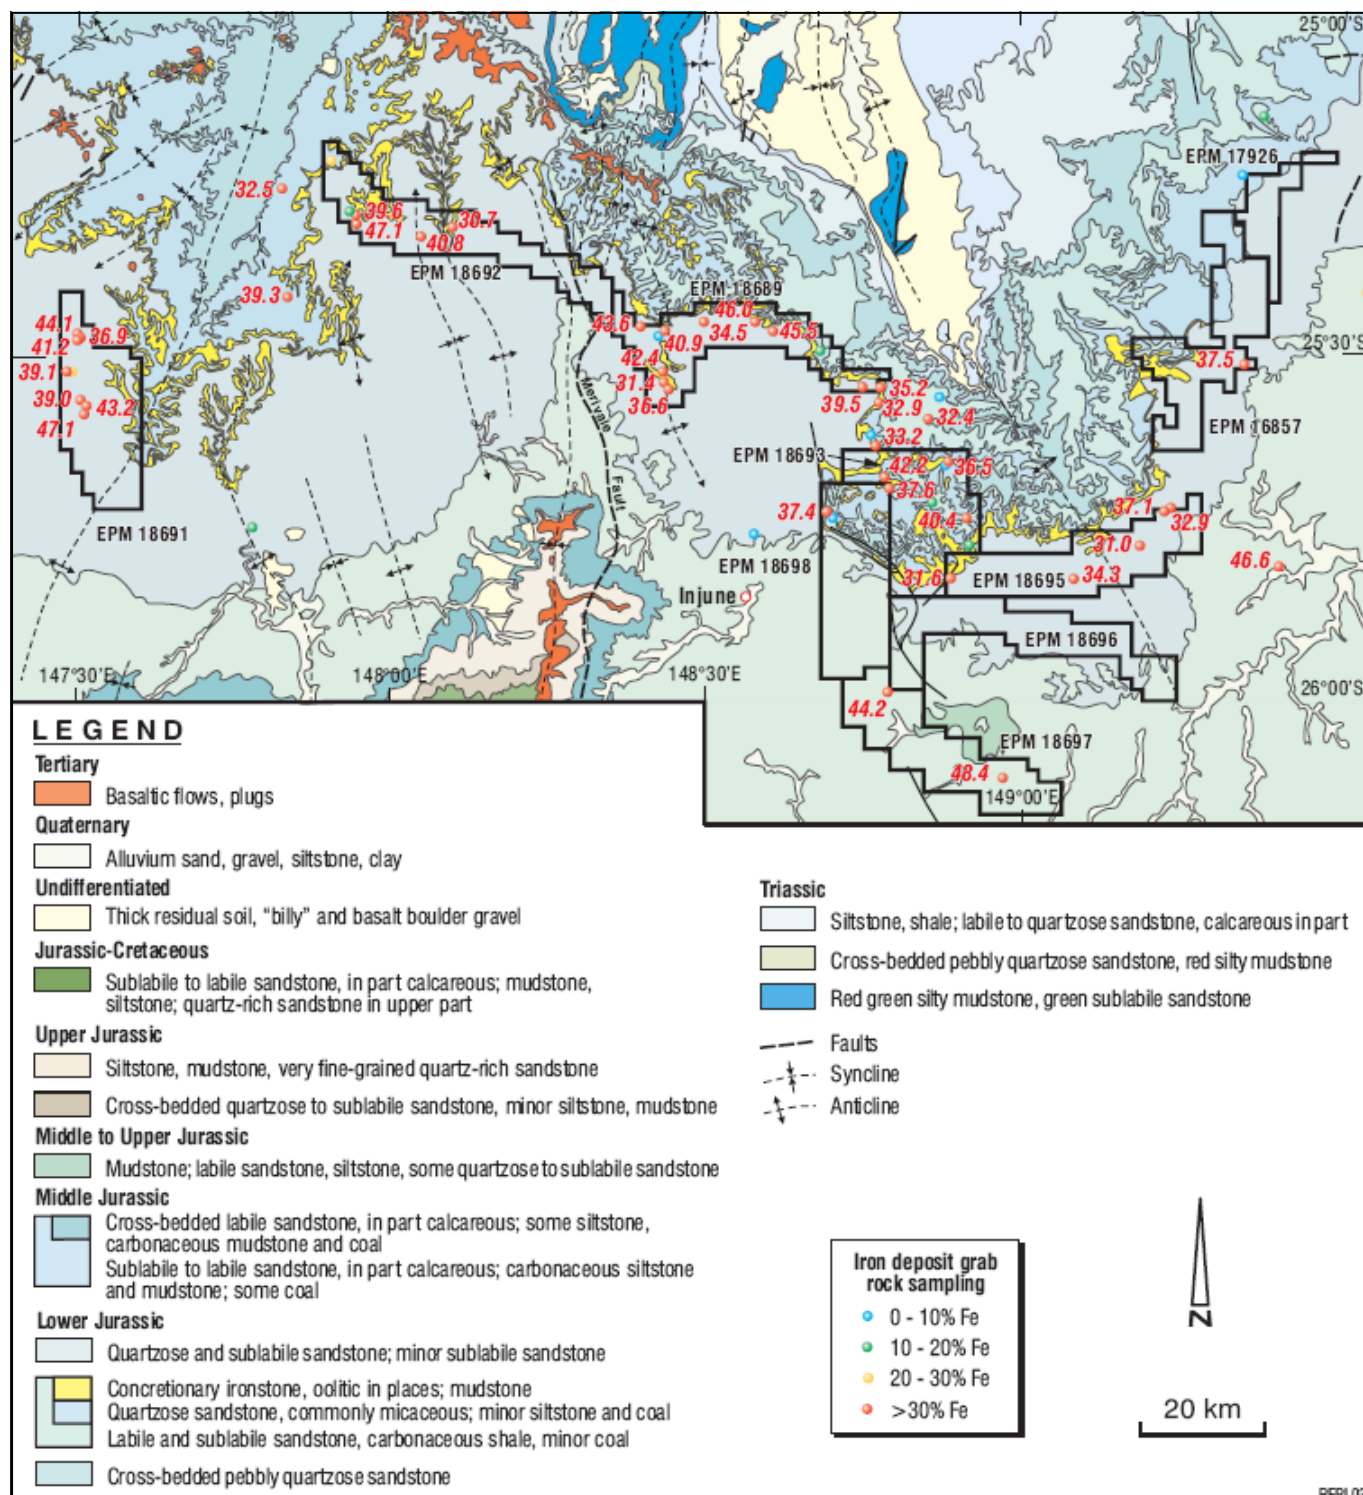 25°00'S
EPM 17926
32.5
39.6
30.7
47.1
40.8
EPM 18692
39.3
EPM 18689
44.1
36.9
41.2
43.6
46.0
34.5
45.5
40.9
25°30'S
39.1
42.4
37.5
31.4
39.0
43.2
36.6
39.5
35.2
32.9
32.4
47.1
Merivale Fault
33.2
EPM 16857
EPM 18693
42.2
36.5
37.6
EPM 18691
37.4
40.4
37.1
32.9
31.0
EPM 18698
46.6
31.6
EPM 18695
34.3
Injune
EPM 18696
147°30'E
148°00'E
148°30'E
26°00'S
44.2
EPM 18697
48.4
149°00'E
LEGEND
Tertiary
Basaltic flows, plugs
Quaternary
Alluvium sand, gravel, siltstone, clay
Undifferentiated
Thick residual soil, "billy" and basalt boulder gravel
Jurassic-Cretaceous
Sublabile to labile sandstone, in part calcareous; mudstone,
siltstone; quartz-rich sandstone in upper part
Upper Jurassic
Siltstone, mudstone, very fine-grained quartz-rich sandstone
Cross-bedded quartzose to sublabile sandstone, minor siltstone, mudstone
Middle to Upper Jurassic
Mudstone; labile sandstone, siltstone, some quartzose to sublabile sandstone
Middle Jurassic
Cross-bedded labile sandstone, in part calcareous; some siltstone,
carbonaceous mudstone and coal
Sublabile to labile sandstone, in part calcareous; carbonaceous siltstone
and mudstone; some coal
Lower Jurassic
Quartzose and sublabile sandstone; minor sublabile sandstone
Concretionary ironstone, oolitic in places; mudstone
Quartzose sandstone, commonly micaceous; minor siltstone and coal
Labile and sublabile sandstone, carbonaceous shale, minor coal
Cross-bedded pebbly quartzose sandstone
Triassic
Siltstone, shale; labile to quartzose sandstone, calcareous in part
Cross-bedded pebbly quartzose sandstone, red silty mudstone
Red green silty mudstone, green sublabile sandstone
Faults
Syncline
Anticline
Iron deposit grab
rock sampling
0 - 10% Fe
10 - 20% Fe
20 - 30% Fe
>30% Fe
N
20 km